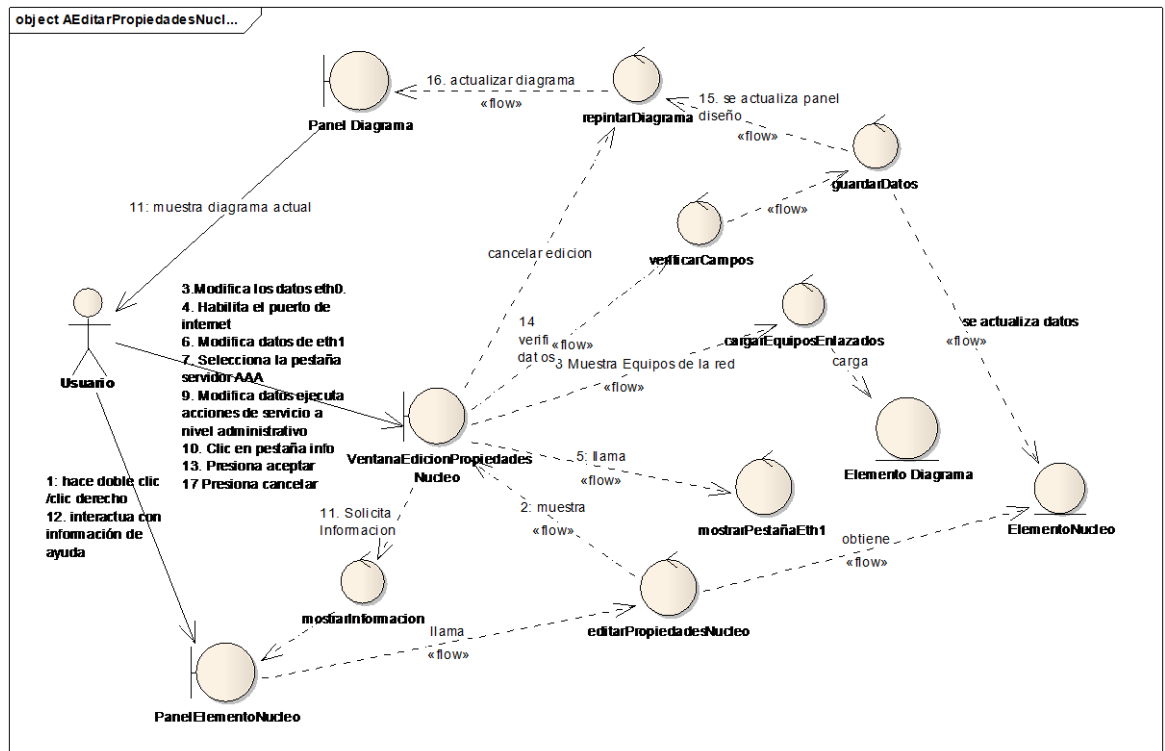 object AEditarPropiedadesNucl...
16. actualizar diagrama
«flow»
Panel Diagrama
repintarDiagrama
15. se actualiza panel
diseño
«flow»
guardarDatos
11: muestra diagrama actual
«flow»
verificarCampos
cancelar edicion
3.Modifica los datos eth0.
4. Habilita el puerto de
internet
6. Modifica datos de eth1
7. Selecciona la pestaña
servidor AAA
9. Modifica datos ejecuta
acciones de servicio a
nivel administrativo
10. Clic en pestaña info
13. Presiona aceptar
17 Presiona cancelar
Usuario
14
verifi
datos
«flow»
3 Muestra Equipos de la red
«flow»
cargarEquiposEnlazados
carga
se actualiza datos
«flow»
VentanaEdicionPropiedades
Nucleo
5: llama
«flow»
Elemento Diagrama
1: hace doble clic
/clic derecho
12. interactua con
información de
ayuda
11. Solicita
Informacion
2: muestra
«flow»
mostrarPestañaEth1
ElementoNucleo
obtiene
«flow»
mostrarInformacion
llama
«flow»
editarPropiedadesNucleo
PanelElementoNucleo